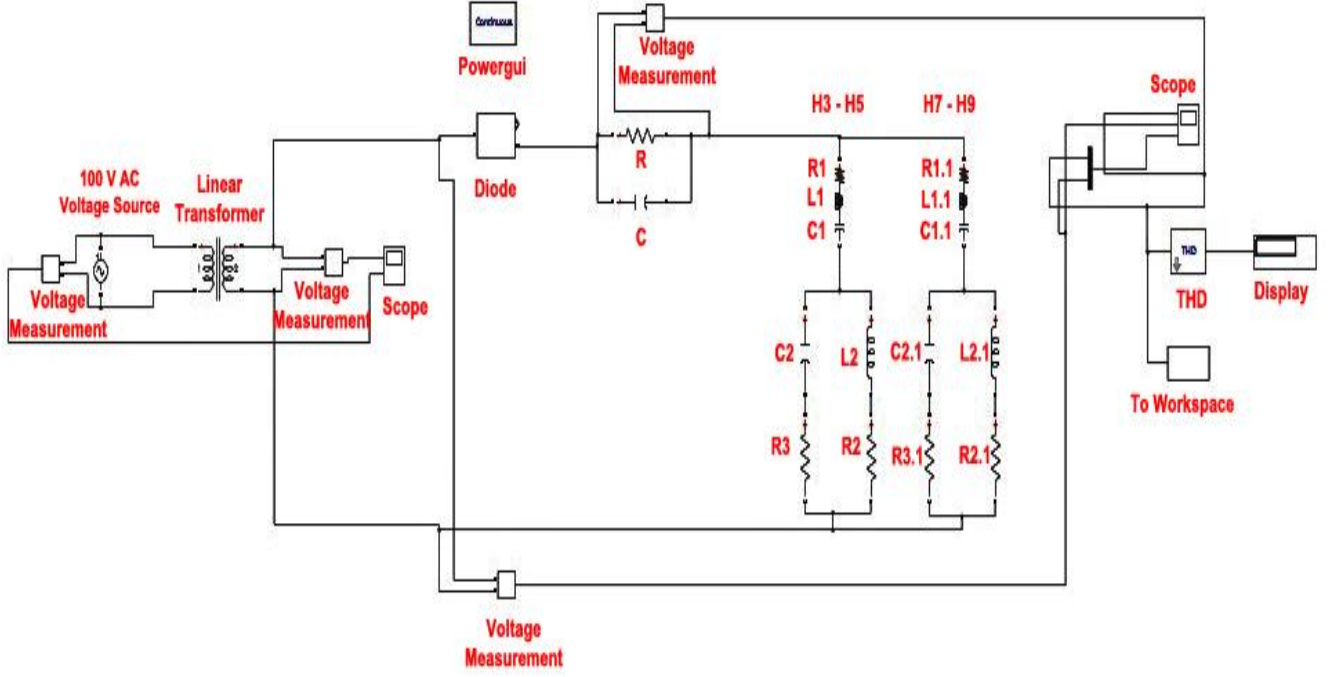 Continuous
Powergui
Voltage
Measurement
H3 - H5
H7 - H9
Scope
R
C
Diode
100 V AC
Voltage Source
Linear
Transformer
R1
L1
C1
R1.1
L1.1
C1.1
Voltage
Measurement
Voltage
Measurement
Scope
THD
THD
Display
C2
L2
C2.1
L2.1
To Workspace
R3
R2
R3.1
R2.1
Voltage
Measurement